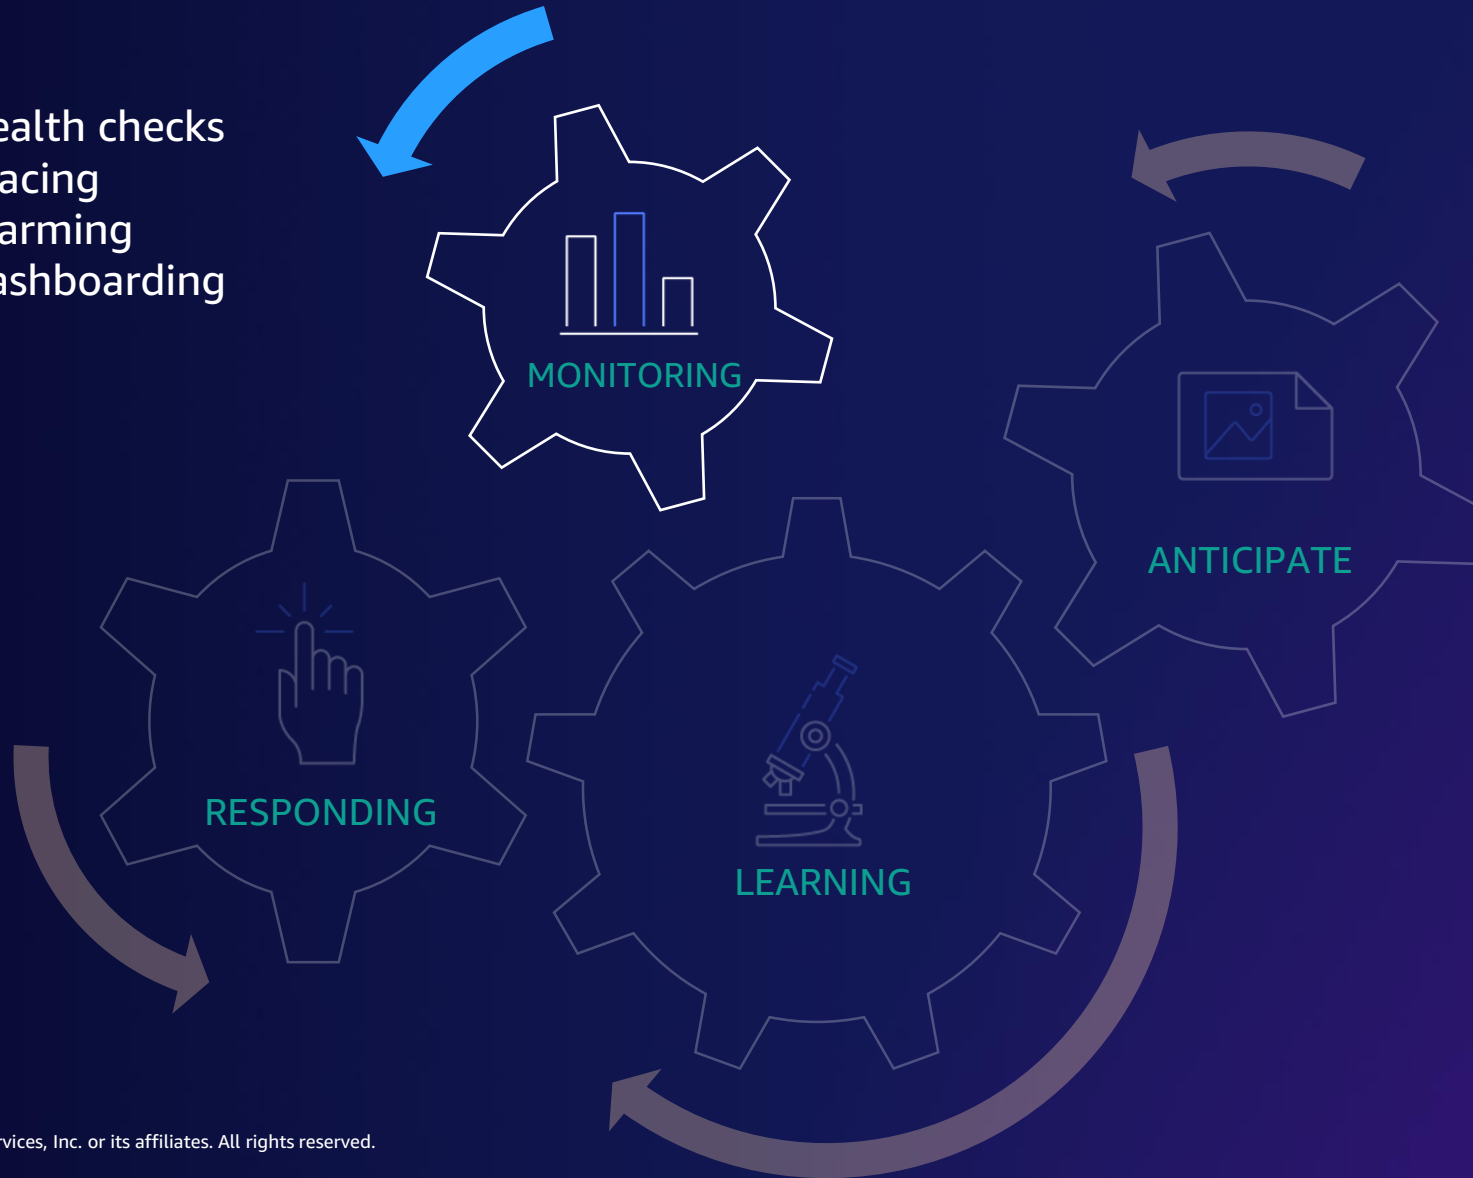 ealth checks
acing
arming
ashboarding
MONITORING
ANTICIPATE
RESPONDING
LEARNING
rvices, Inc. or its affiliates. All rights reserved.